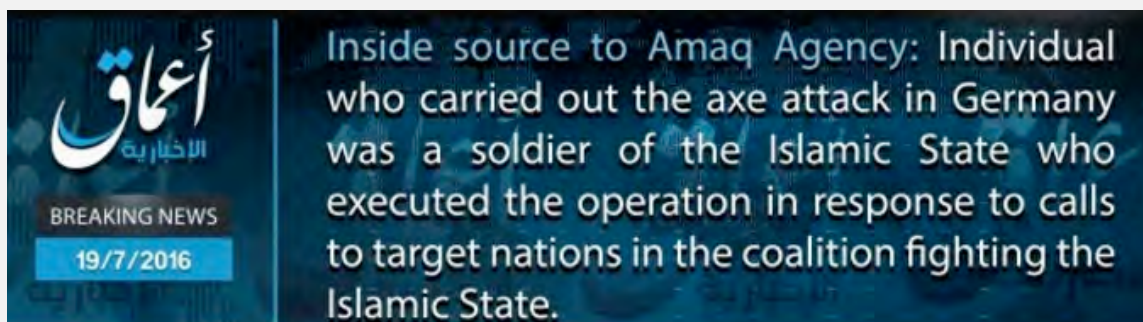 أعماق
الإخبارية
BREAKING NEWS
19/7/2016
Inside source to Amaq Agency: Individual
who carried out the axe attack in Germany
was a soldier of the Islamic State who
executed the operation in response to calls
to target nations in the coalition fighting the
Islamic State.